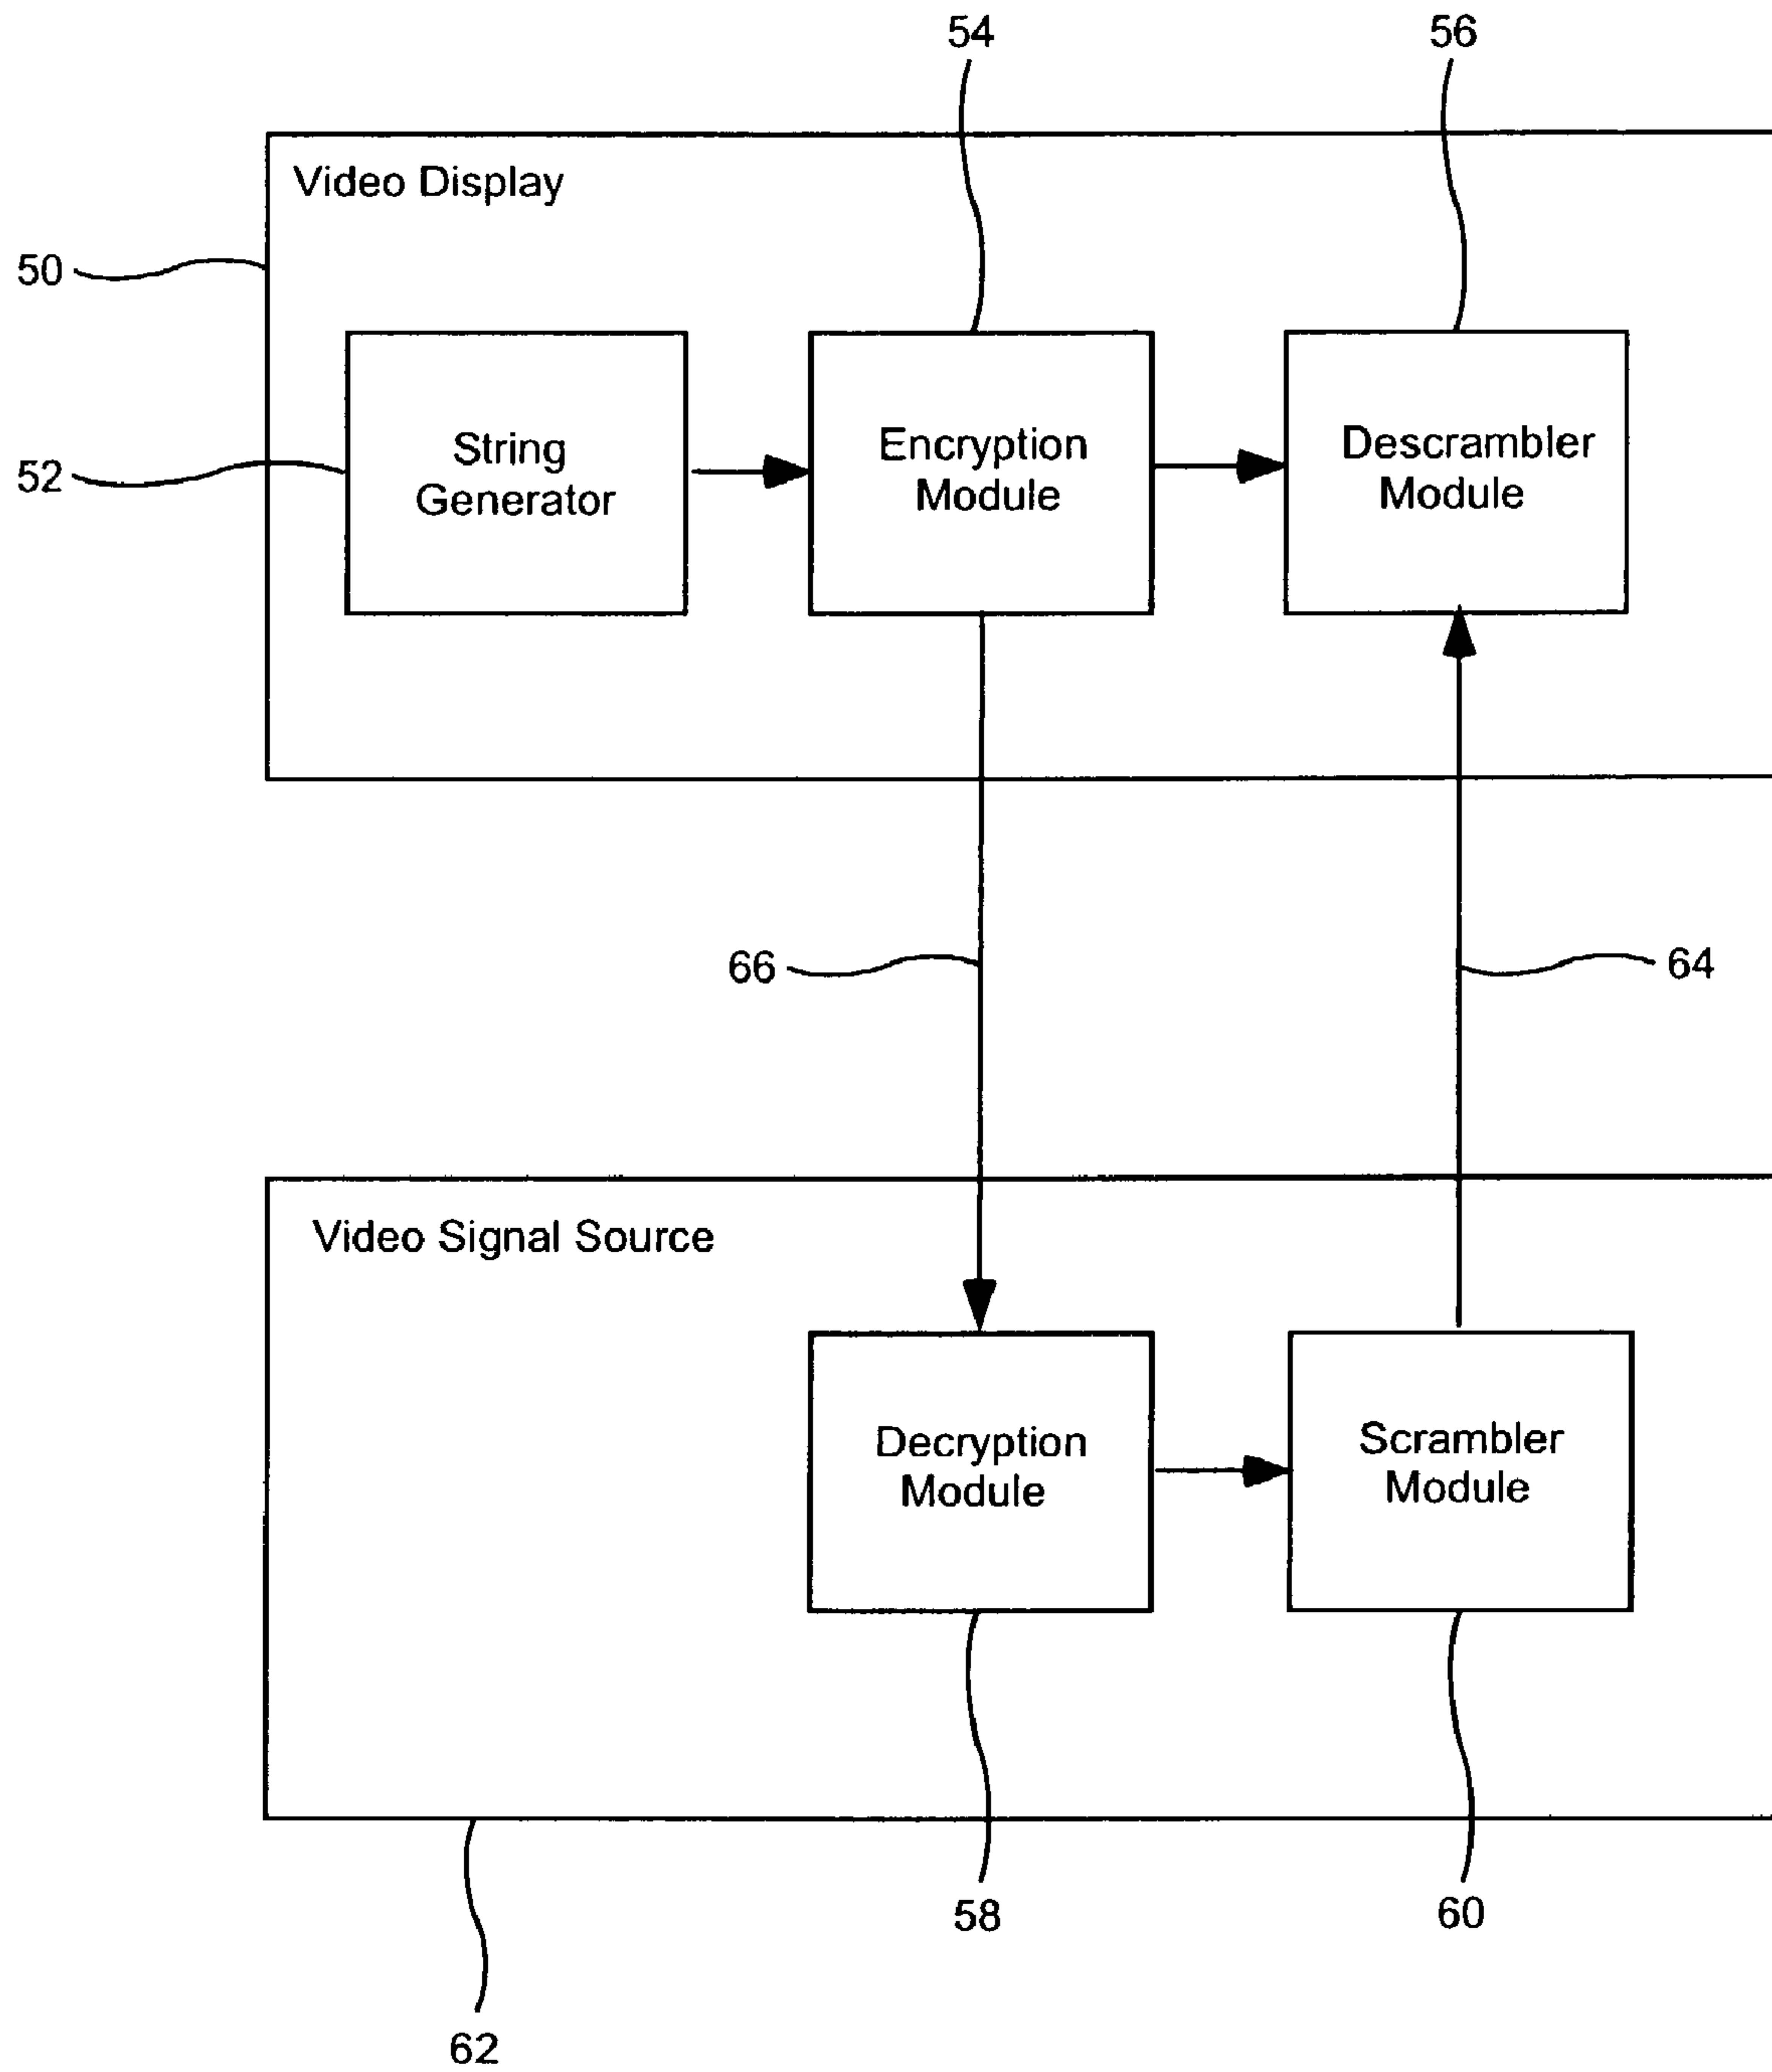 54
56
Video Display
50
52
String
Generator
Encryption
Module
Descrambler
Module
66
64
Video Signal Source
Decryption
Module
Scrambler
Module
58
60
62